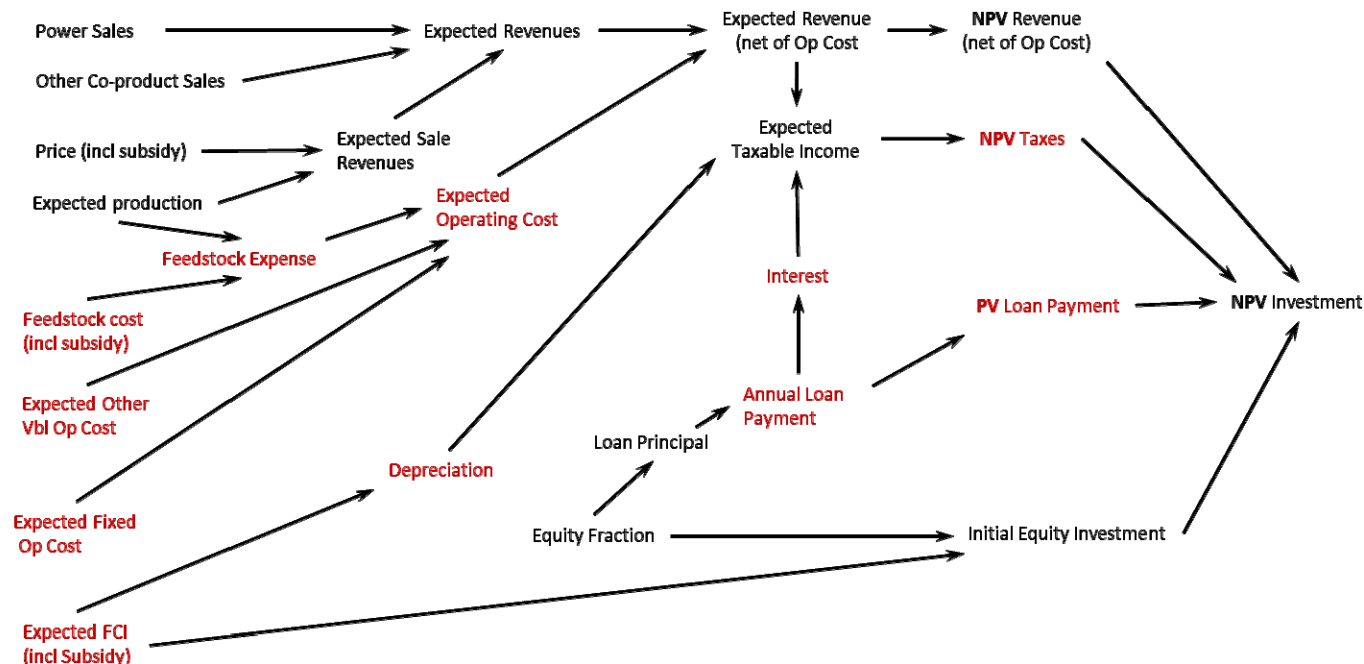 Power Sales
Expected Revenues
Expected Revenue
(net of Op Cost
NPV Revenue
(net of Op Cost)
Other Co-product Sales
Price (incl subsidy)
Expected Sale
Revenues
Expected
Taxable Income
NPV Taxes
Expected production
Expected
Operating Cost
Feedstock Expense
Interest
PV Loan Payment
NPV Investment
Feedstock cost
(incl subsidy)
Expected Other
Vbl Op Cost
Annual Loan
Payment
Loan Principal
Depreciation
Expected Fixed
Op Cost
Equity Fraction
Initial Equity Investment
Expected FCI
(incl Subsidy)